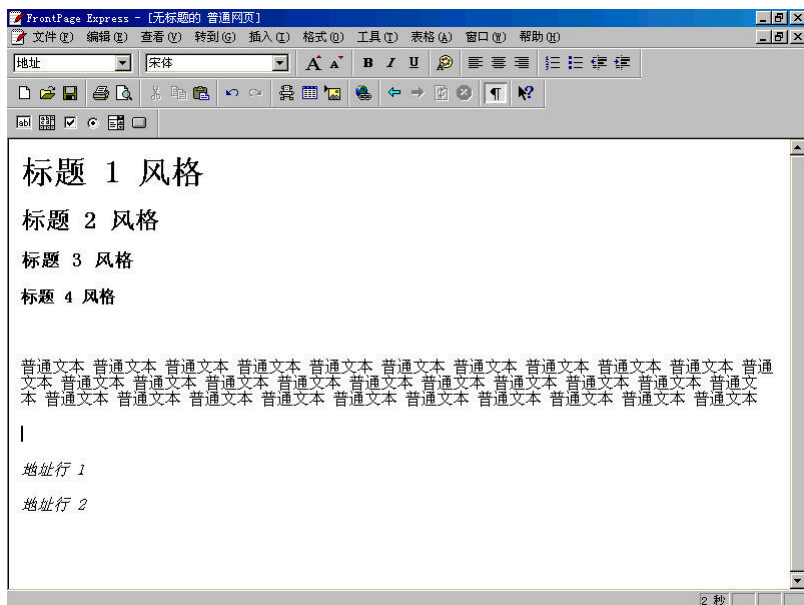 FrontPage Express - [无标题的 普通网页]
文件(F) 编辑(E) 查看(V) 转到(G) 插入(I) 格式(O) 工具(T) 表格(A) 窗口(W) 帮助(H)
地址 宋体 A A B I U
abl
标题 1 风格
标题 2 风格
标题 3 风格
标题 4 风格
普通文本 普通文本 普通文本 普通文本 普通文本 普通文本 普通文本 普通文本 普通文本 普通文本 普通
文本 普通文本 普通文本 普通文本 普通文本 普通文本 普通文本 普通文本 普通文本 普通文本 普通文
本 普通文本 普通文本 普通文本 普通文本 普通文本 普通文本 普通文本 普通文本 普通文本 普通文本
地址行 1
地址行 2
2 秒